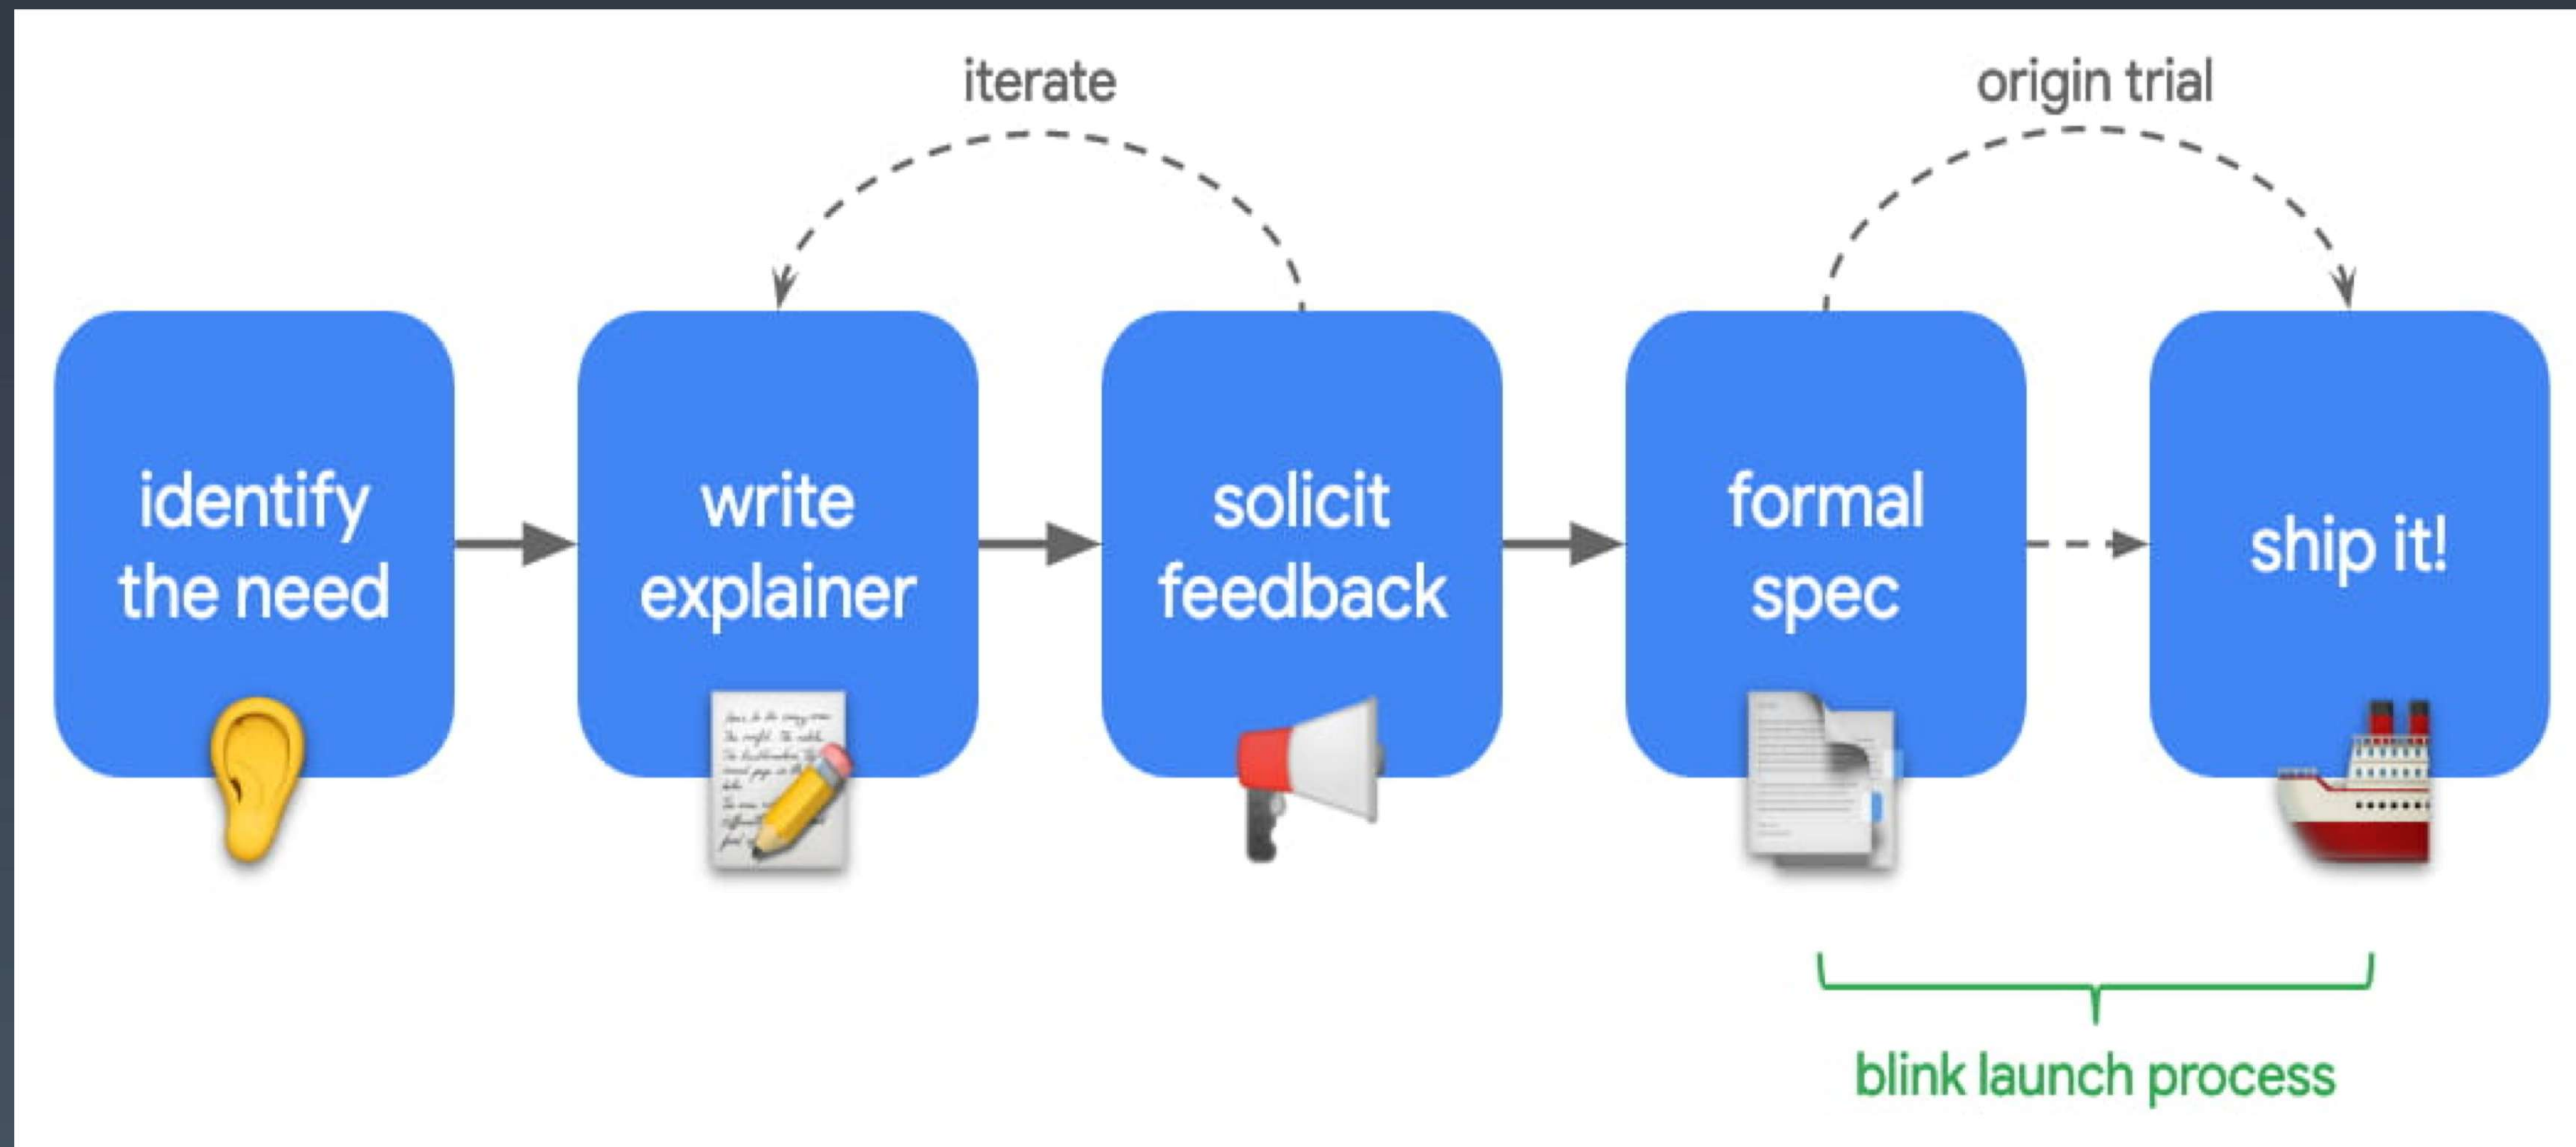 iterate
origin trial
identify
the need
write
explainer
solicit
feedback
formal
spec
ship it!
blink launch process